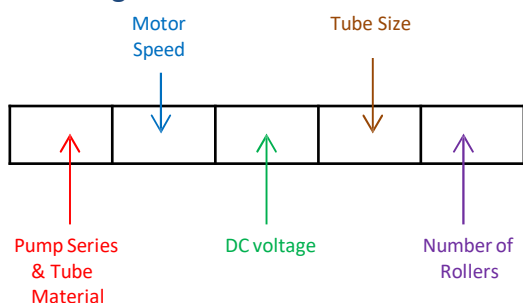 Motor
Speed
Tube Size
Pump Series
& Tube
Material
DC voltage
Number of
Rollers